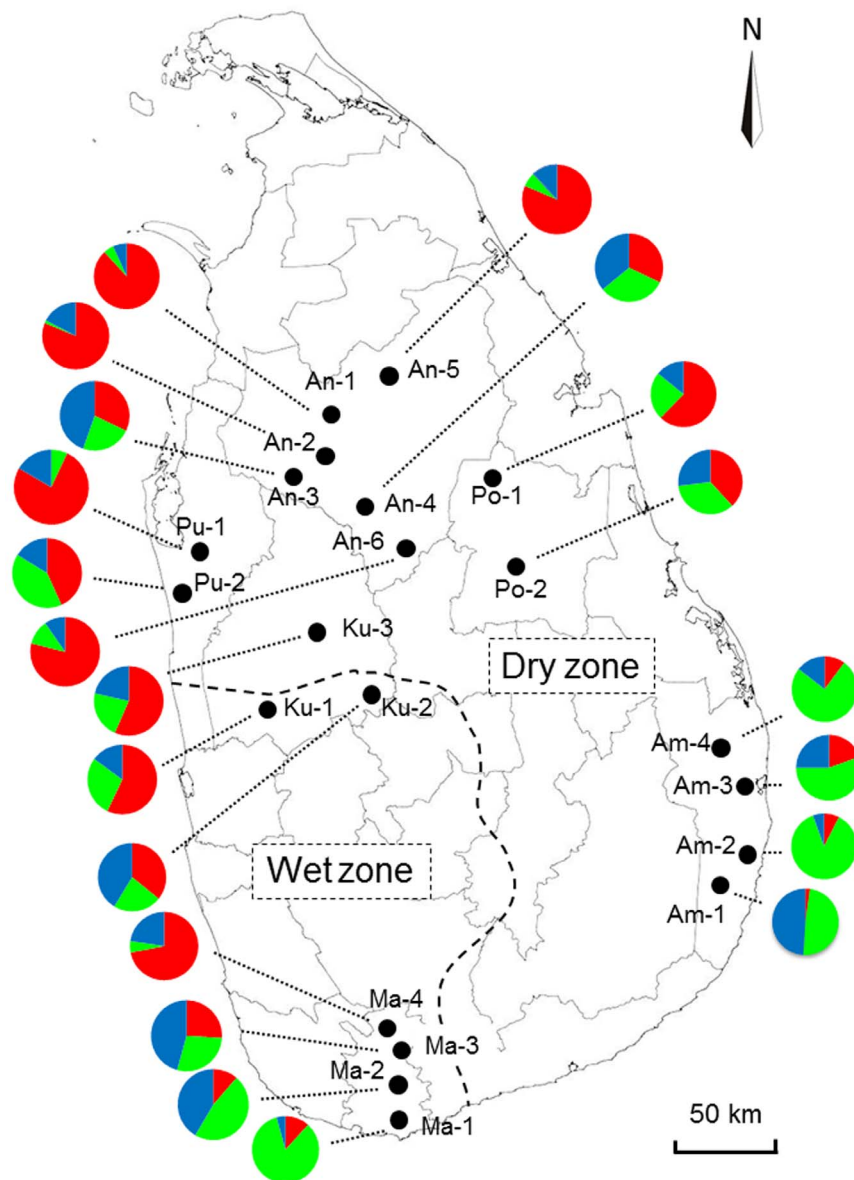 N
An-5
An-1
An-2
An-3
An-4
Po-1
Pu-1
An-6
Po-2
Pu-2
Ku-3
Dry zone
Ku-1
Ku-2
Am-4
Am-3
Am-2
Wet zone
Am-1
Ma-4
Ma-3
Ma-2
Ma-1
50 km